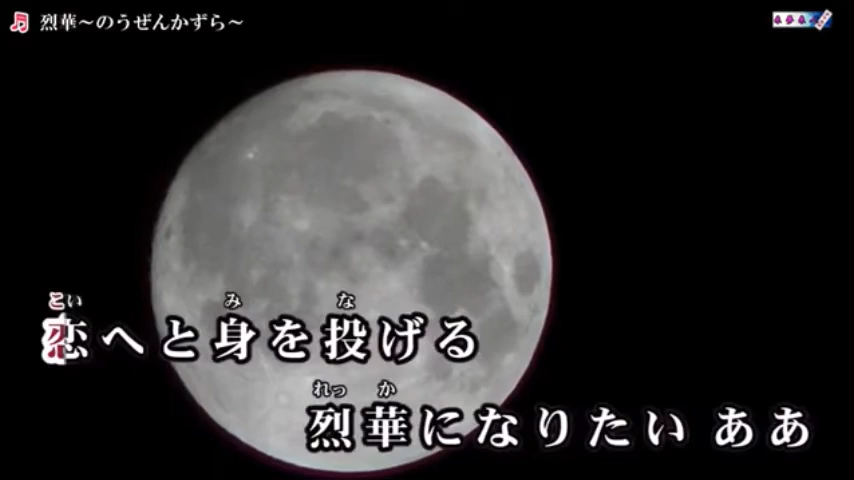 烈華～のうぜんかずら～
こい み な
恋へと身を投げる
れっ か
烈華になりたい ああ